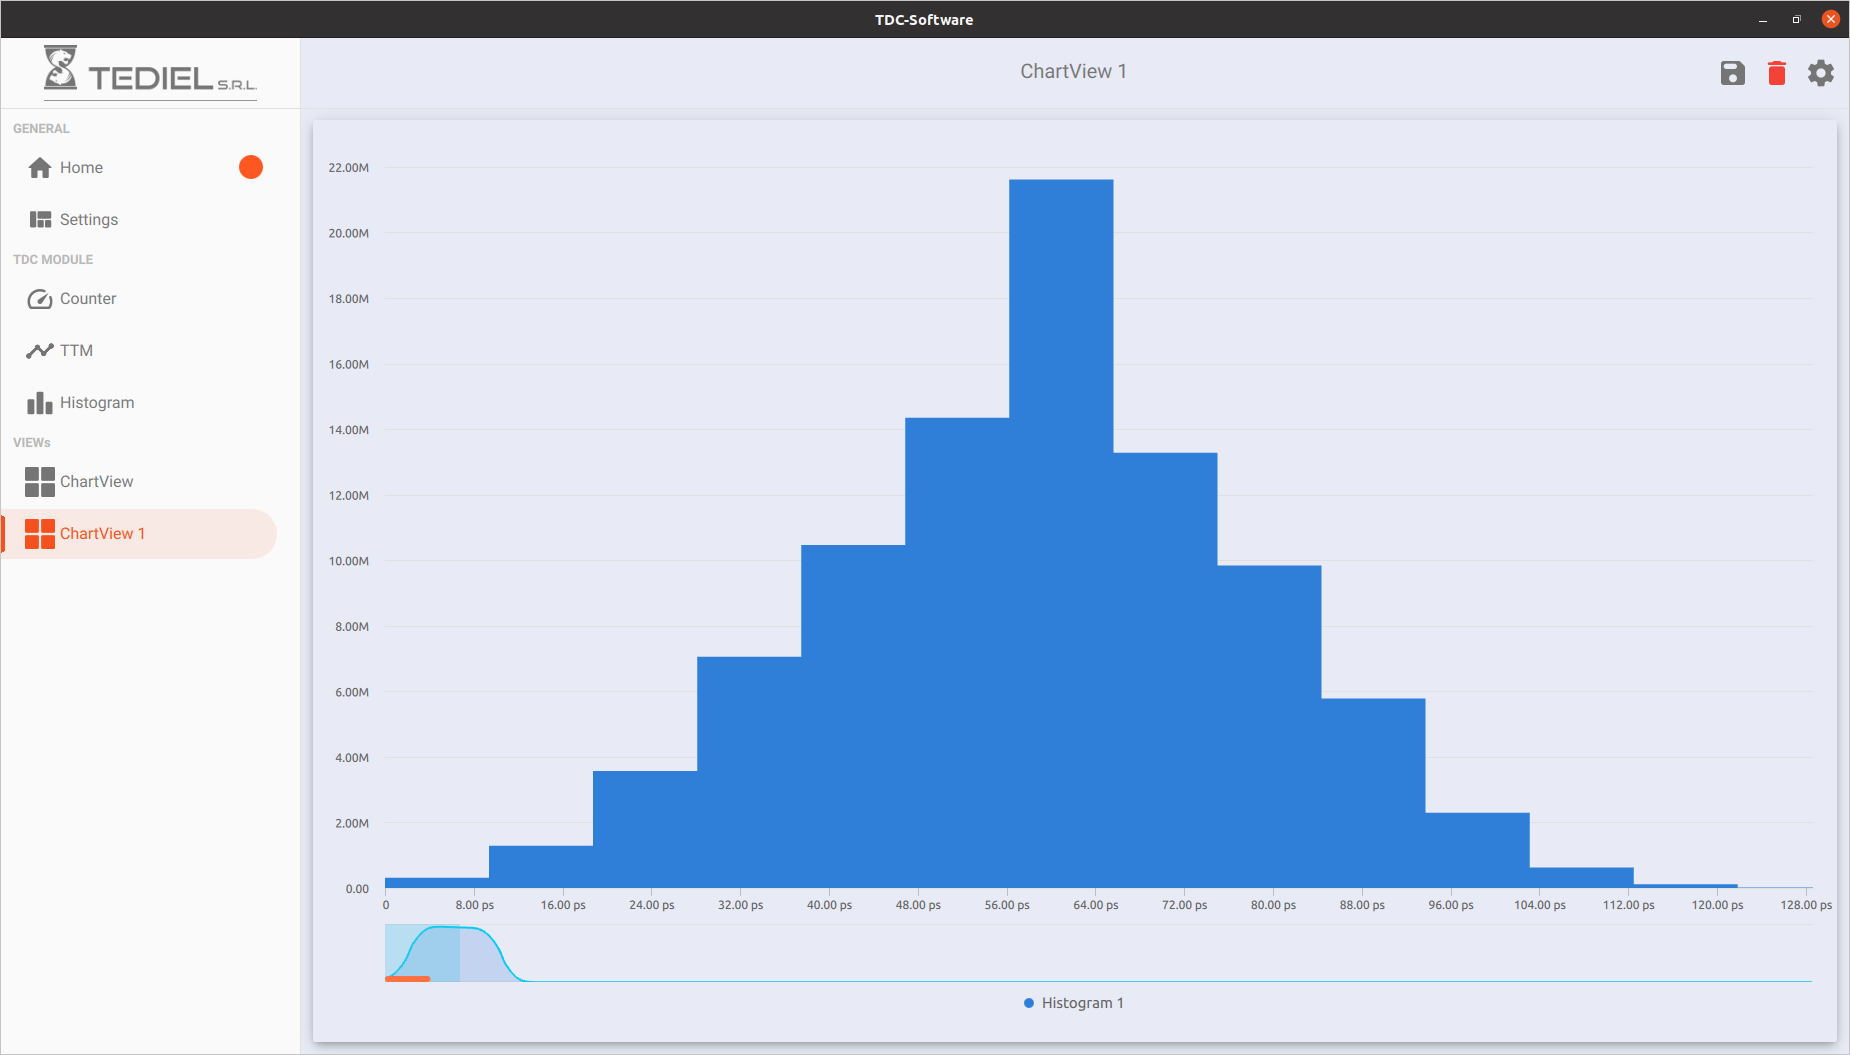 TDC-Software
TEDIEL S.R.L.
ChartView 1
GENERAL
Home
Settings
TDC MODULE
Counter
TTM
Histogram
VIEWs
ChartView
ChartView 1
22.00M
20.00M
18.00M
16.00M
14.00M
12.00M
10.00M
8.00M
6.00M
4.00M
2.00M
0.00
0 8.00 ps 16.00 ps 24.00 ps 32.00 ps 40.00 ps 48.00 ps 56.00 ps 64.00 ps 72.00 ps 80.00 ps 88.00 ps 96.00 ps 104.00 ps 112.00 ps 120.00 ps 128.00 ps
Histogram 1